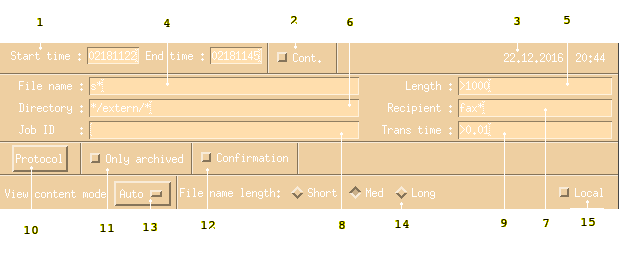 1 4 2 6 3 5
Start time : 02181122 End time : 02181145 Cont. 22.12.2016 20:44
File name : s* Length : >1000
Directory : */extern/* Recipient : fax*
Job ID : Trans time : >0,01
Protocol Only archived Confirmation
View content mode Auto File name length: Short Med Long Local
10 11 13 12 8 14 9 7 15